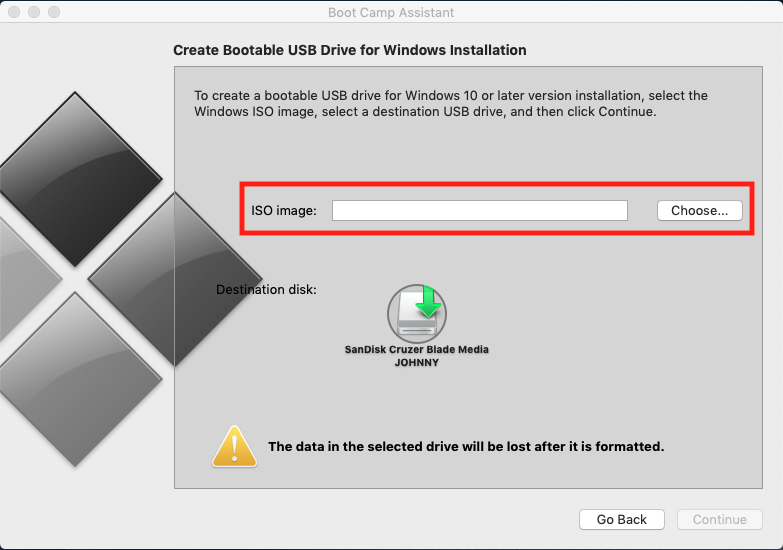 Boot Camp Assistant
Create Bootable USB Drive for Windows Installation
To create a bootable USB drive for Windows 10 or later version installation, select the
Windows ISO image, select a destination USB drive, and then click Continue.
ISO image:
Choose...
Destination disk:
SanDisk Cruzer Blade Media
JOHNNY
The data in the selected drive will be lost after it is formatted.
Go Back
Continue